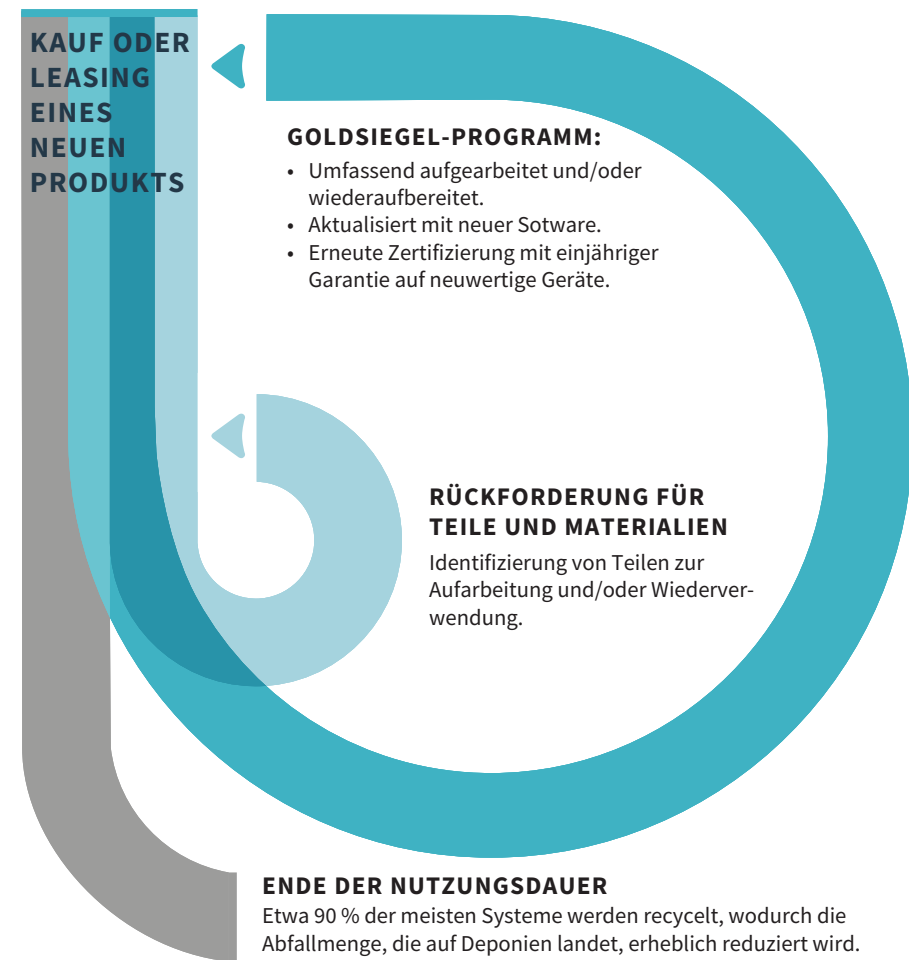 KAUF ODER
LEASING
EINES
NEUEN
PRODUKTS
GOLDSIEGEL-PROGRAMM:
• Umfassend aufgearbeitet und/oder
wiederaufbereitet.
• Aktualisiert mit neuer Sotware.
• Erneute Zertifizierung mit einjähriger
Garantie auf neuwertige Geräte.
RÜCKFORDERUNG FÜR
TEILE UND MATERIALIEN
Identifizierung von Teilen zur
Aufarbeitung und/oder Wiederver-
wendung.
ENDE DER NUTZUNGSDAUER
Etwa 90 % der meisten Systeme werden recycelt, wodurch die
Abfallmenge, die auf Deponien landet, erheblich reduziert wird.